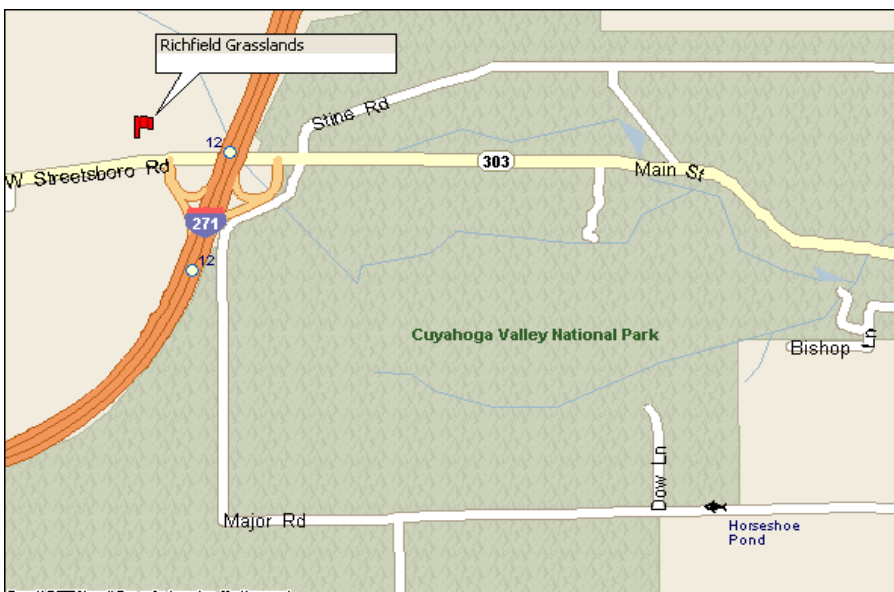 Richfield Grasslands
Stine Rd
12
303
W Streetsboro Rd
Main St
271
12
Cuyahoga Valley National Park
Bishop Ln
Dow Ln
Major Rd
Horseshoe
Pond